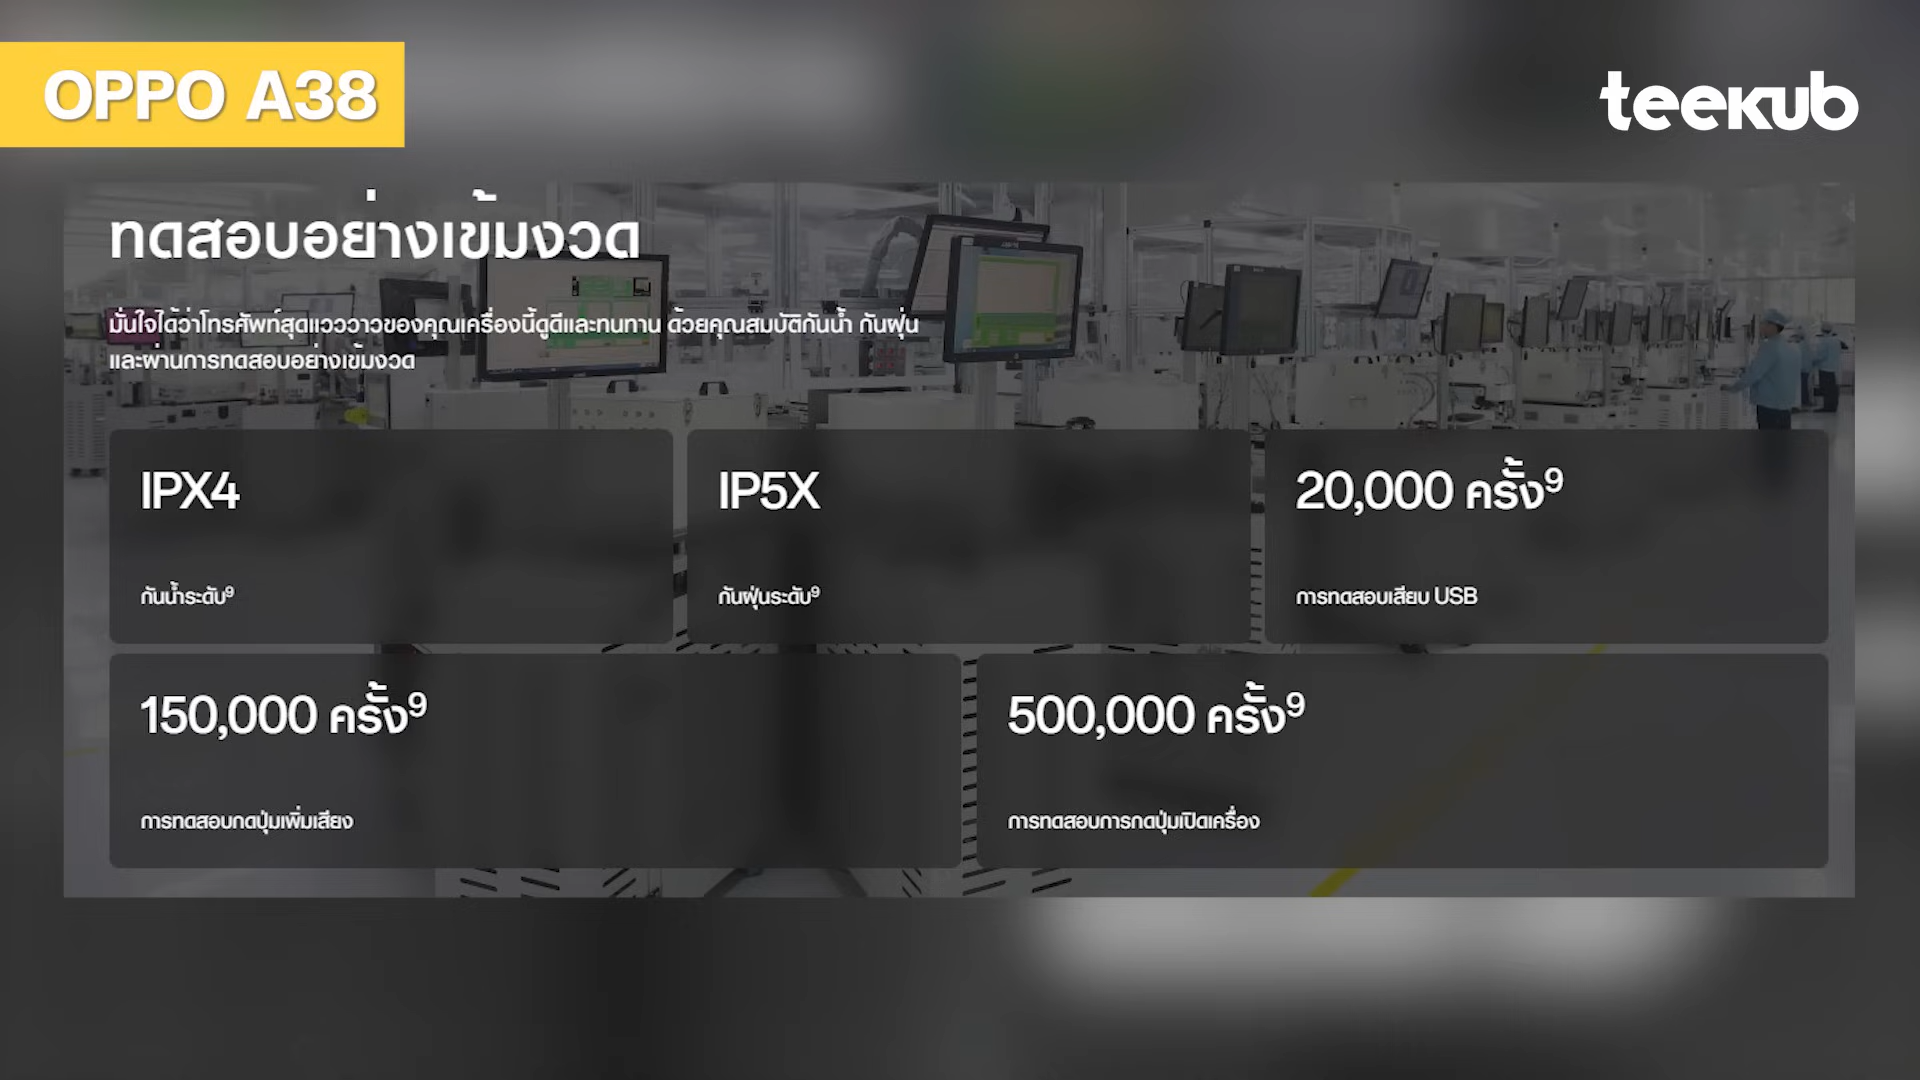 OPPO A38
teekub
ทดสอบอย่างเข้มงวด
มั่นใจได้ว่าโทรศัพท์สุดแวววาวของคุณเครื่องนี้ดูดีและทนทาน ด้วยคุณสมบัติกันน้ำ กันฝุ่น
และผ่านการทดสอบอย่างเข้มงวด
IPX4
กันน้ำระดับ⁹
IP5X
กันฝุ่นระดับ⁹
20,000 ครั้ง⁹
การทดสอบเสียบ USB
150,000 ครั้ง⁹
การทดสอบกดปุ่มเพิ่มเสียง
500,000 ครั้ง⁹
การทดสอบการกดปุ่มเปิดเครื่อง